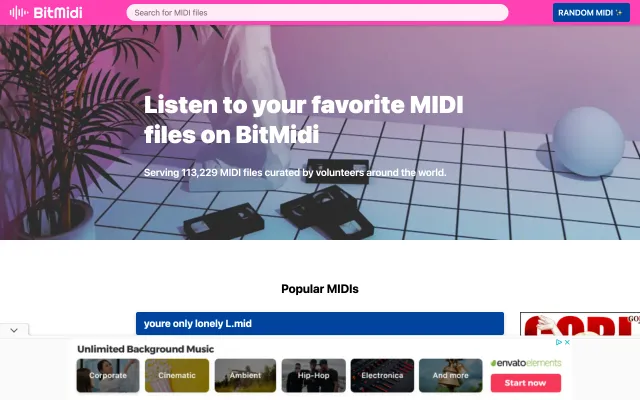 BitMidi
Search for MIDI files
RANDOM MIDI
Listen to your favorite MIDI
files on BitMidi
Serving 113,229 MIDI files curated by volunteers around the world.
Popular MIDIs
youre only lonely L.mid
Unlimited Background Music
Corporate
Cinematic
Ambient
Hip-Hop
Electronica
And more
envatoelements
Start now